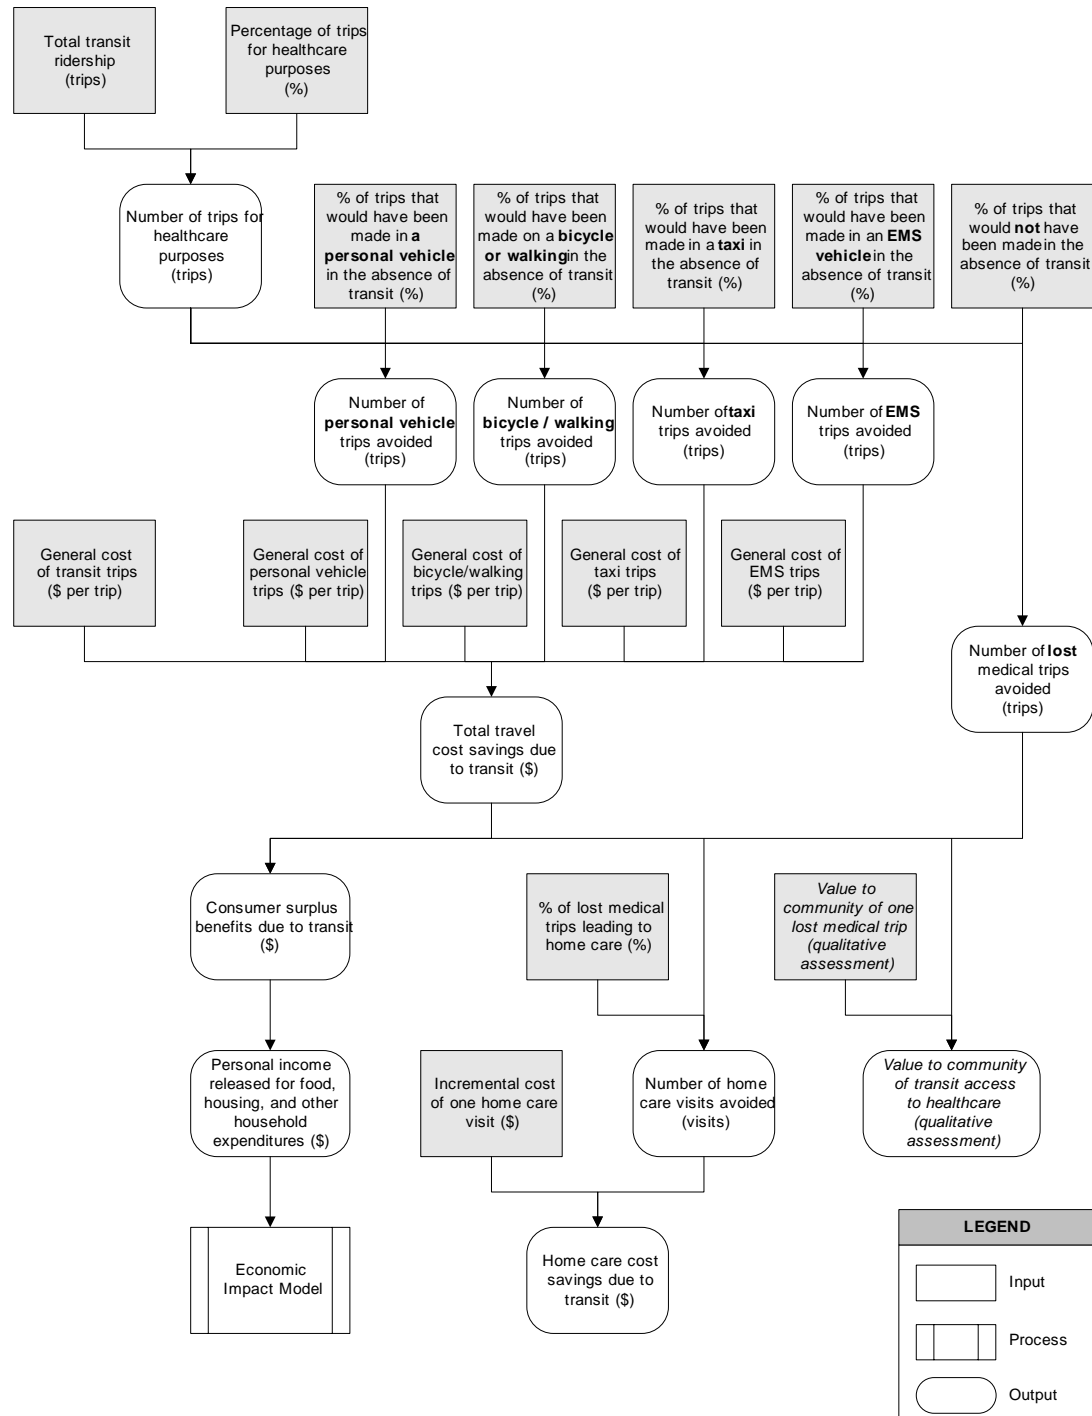 Total transit
ridership
(trips)
Percentage of trips
for healthcare
purposes
(%)
Number of trips for
healthcare
purposes
(trips)
% of trips that
would have been
made in a
personal vehicle
in the absence of
transit (%)
% of trips that
would have been
made on a bicycle
or walkingin the
absence of transit
(%)
% of trips that
would have been
made in a taxi in
the absence of
transit (%)
% of trips that
would have been
made in an EMS
vehicle in the
absence of transit
(%)
% of trips that
would not have
been made in the
absence of transit
(%)
Number of
personal vehicle
trips avoided
(trips)
Number of
bicycle / walking
trips avoided
(trips)
Number of taxi
trips avoided
(trips)
Number of EMS
trips avoided
(trips)
General cost
of transit trips
($ per trip)
General cost of
personal vehicle
trips ($ per trip)
General cost of
bicycle/walking
trips ($ per trip)
General cost of
taxi trips
($ per trip)
General cost of
EMS trips
($ per trip)
Number of lost
medical trips
avoided
(trips)
Total travel
cost savings due
to transit ($)
Consumer surplus
benefits due to transit
($)
% of lost medical
trips leading to
home care (%)
Value to
community of one
lost medical trip
(qualitative
assessment)
Personal income
released for food,
housing, and other
household
expenditures ($)
Incremental cost
of one home care
visit ($)
Number of home
care visits avoided
(visits)
Value to community
of transit access
to healthcare
(qualitative
assessment)
Economic
Impact Model
Home care cost
savings due to
transit ($)
LEGEND
Input
Process
Output